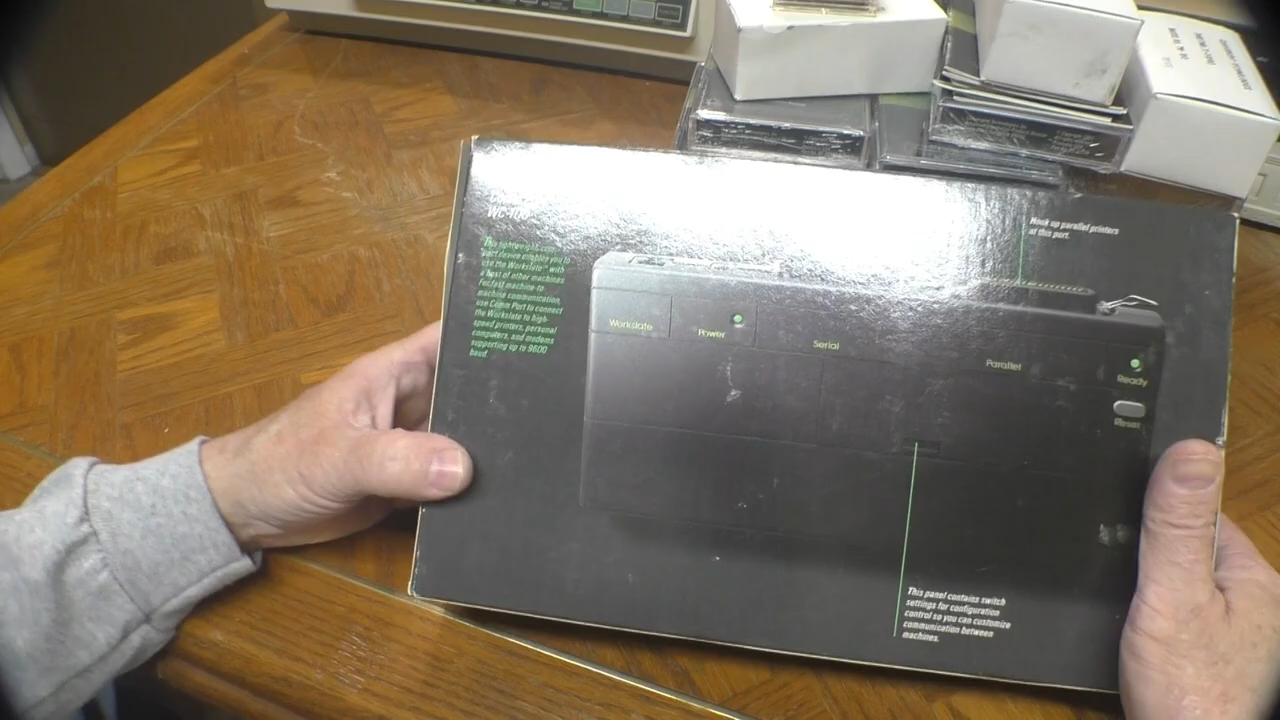 This lightweight, com-
pact device enables you to
use the Workslate™ with
a host of other machines.
For fast machine-to
machine communication,
use Comm Port to connect
the Workslate to high-
speed printers, personal
computers, and modems
supporting up to 9600
baud.
Hook up parallel printers
at this port.
Workslate
Power
Serial
Parallel
Ready
Reset
This panel contains switch
settings for configuration
control so you can customize
communication between
machines.